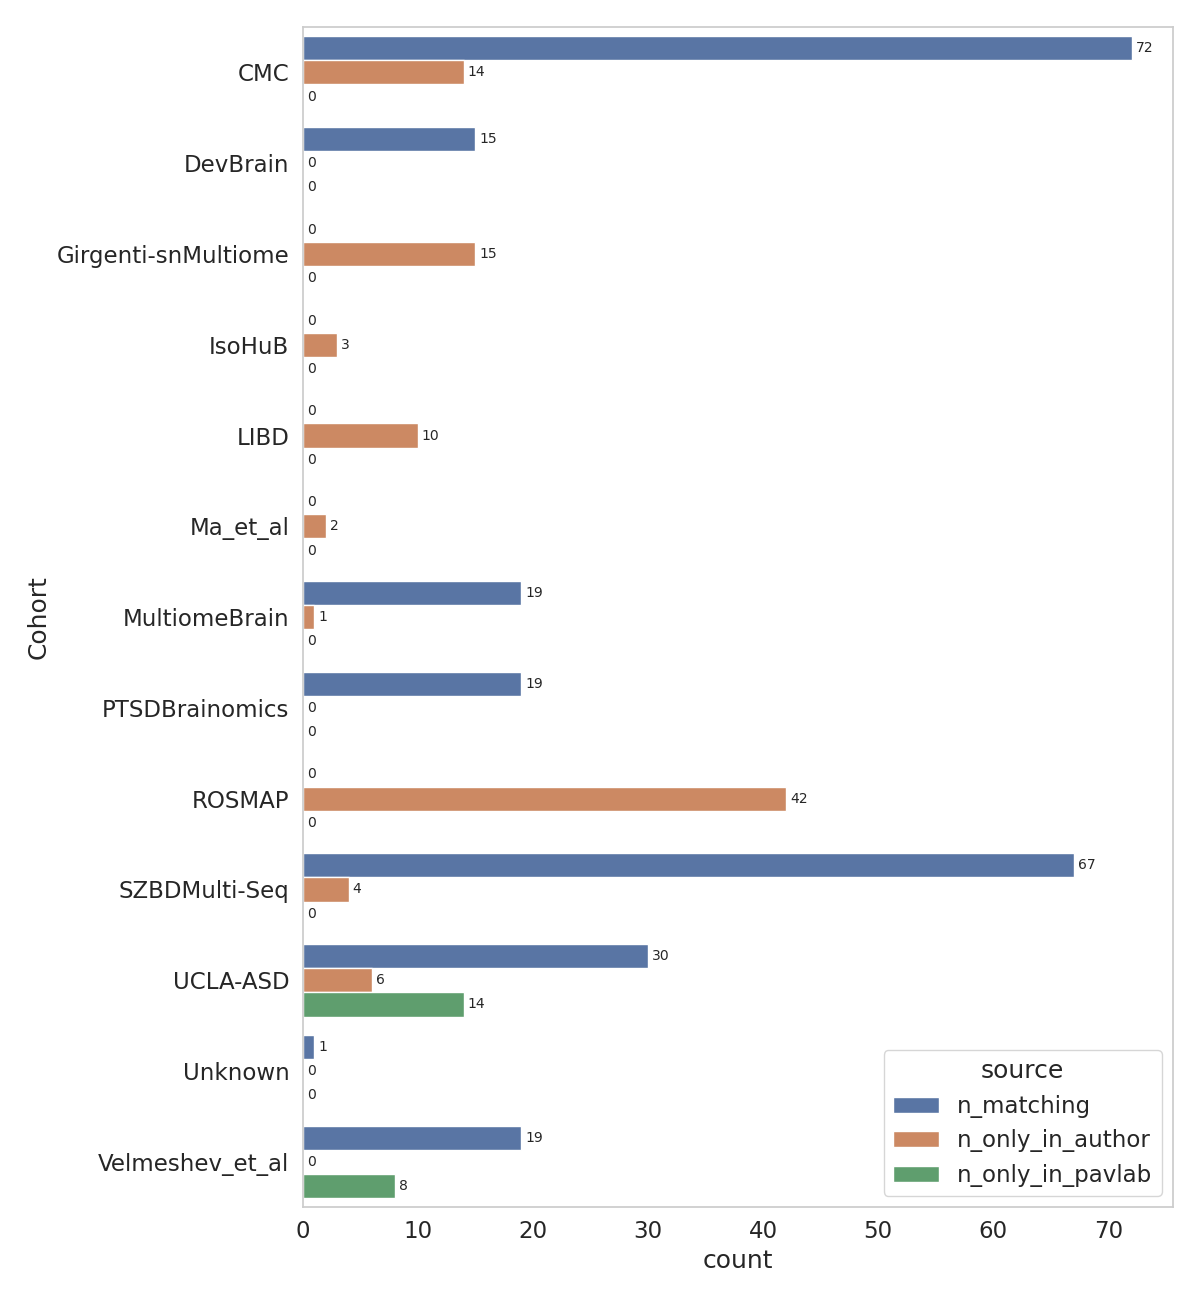 CMC
72
14
0
DevBrain
15
0
0
Girgenti-snMultiome
0
15
0
IsoHuB
0
3
0
LIBD
0
10
0
Ma_et_al
0
2
0
MultiomeBrain
19
1
0
PTSDBrainomics
19
0
0
ROSMAP
0
42
0
SZBDMulti-Seq
67
4
0
UCLA-ASD
30
6
14
Unknown
1
0
0
Velmeshev_et_al
19
0
8
Cohort
source
n_matching
n_only_in_author
n_only_in_pavlab
0 10 20 30 40 50 60 70
count